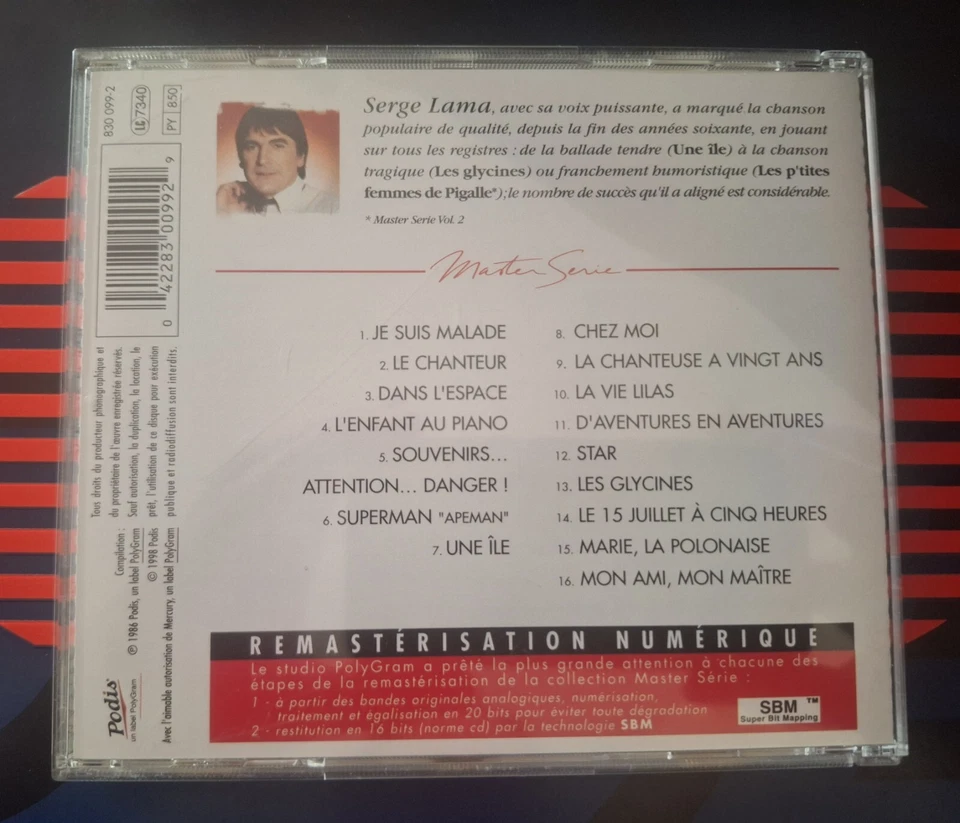 Serge Lama, avec sa voix puissante, a marqué la chanson
populaire de qualité, depuis la fin des années soixante, en jouant
sur tous les registres : de la ballade tendre (Une île) à la chanson
tragique (Les glycines) ou franchement humoristique (Les p'tites
femmes de Pigalle*); le nombre de succès qu'il a aligné est considérable.
* Master Serie Vol. 2
Master Serie
1. JE SUIS MALADE
2. LE CHANTEUR
3. DANS L'ESPACE
4. L'ENFANT AU PIANO
5. SOUVENIRS...
ATTENTION... DANGER !
6. SUPERMAN "APEMAN"
7. UNE ÎLE
8. CHEZ MOI
9. LA CHANTEUSE A VINGT ANS
10. LA VIE LILAS
11. D'AVENTURES EN AVENTURES
12. STAR
13. LES GLYCINES
14. LE 15 JUILLET À CINQ HEURES
15. MARIE, LA POLONAISE
16. MON AMI, MON MAÎTRE
REMASTÉRISATION NUMÉRIQUE
Le studio PolyGram a prêté la plus grande attention à chacune des
étapes de la remastérisation de la collection Master Série :
1 - à partir des bandes originales analogiques, numérisation,
traitement et égalisation en 20 bits pour éviter toute dégradation
2 - restitution en 16 bits (norme cd) par la technologie SBM
SBM TM
Super Bit Mapping
830 099-2
LC 7340
PY 850
0 42283 00992 9
Tous droits du producteur phonographique et
du propriétaire de l'œuvre enregistrée réservés.
Sauf autorisation, la duplication, la location, le
prêt, l'utilisation de ce disque pour exécution
publique et radiodiffusion sont interdits.
Compilation :
℗ 1986 Podis, un label PolyGram
© 1998 Podis
Avec l'aimable autorisation de Mercury, un label PolyGram
Podis
un label PolyGram